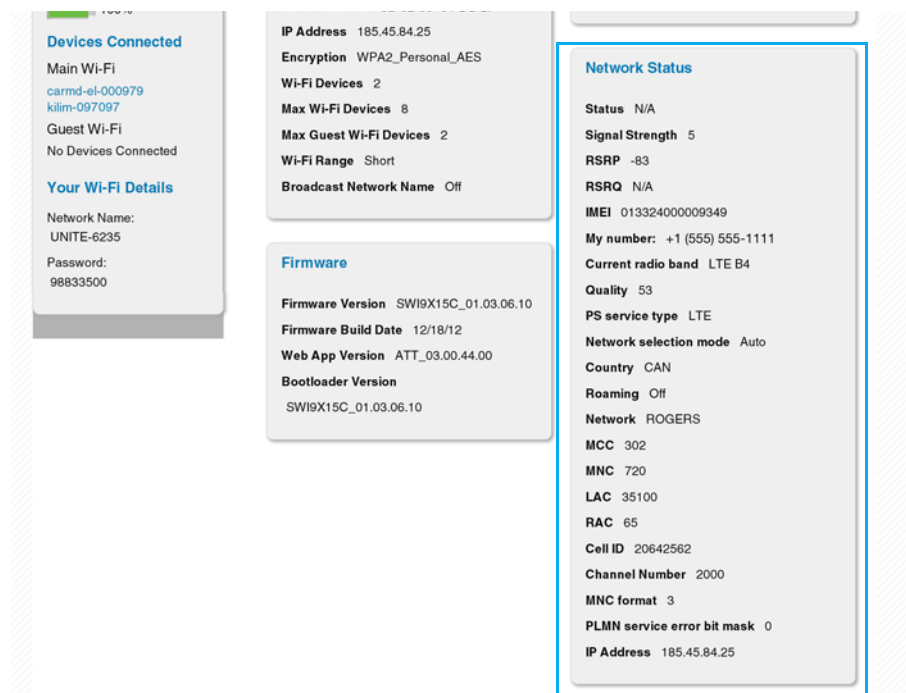 100%
Devices Connected
Main Wi-Fi
carmd-el-000979
kilim-097097
Guest Wi-Fi
No Devices Connected
Your Wi-Fi Details
Network Name:
UNITE-6235
Password:
98833500
IP Address 185.45.84.25
Encryption WPA2_Personal_AES
Wi-Fi Devices 2
Max Wi-Fi Devices 8
Max Guest Wi-Fi Devices 2
Wi-Fi Range Short
Broadcast Network Name Off
Firmware
Firmware Version SWI9X15C_01.03.06.10
Firmware Build Date 12/18/12
Web App Version ATT_03.00.44.00
Bootloader Version
SWI9X15C_01.03.06.10
Network Status
Status N/A
Signal Strength 5
RSRP -83
RSRQ N/A
IMEI 013324000009349
My number: +1 (555) 555-1111
Current radio band LTE B4
Quality 53
PS service type LTE
Network selection mode Auto
Country CAN
Roaming Off
Network ROGERS
MCC 302
MNC 720
LAC 35100
RAC 65
Cell ID 20642562
Channel Number 2000
MNC format 3
PLMN service error bit mask 0
IP Address 185.45.84.25